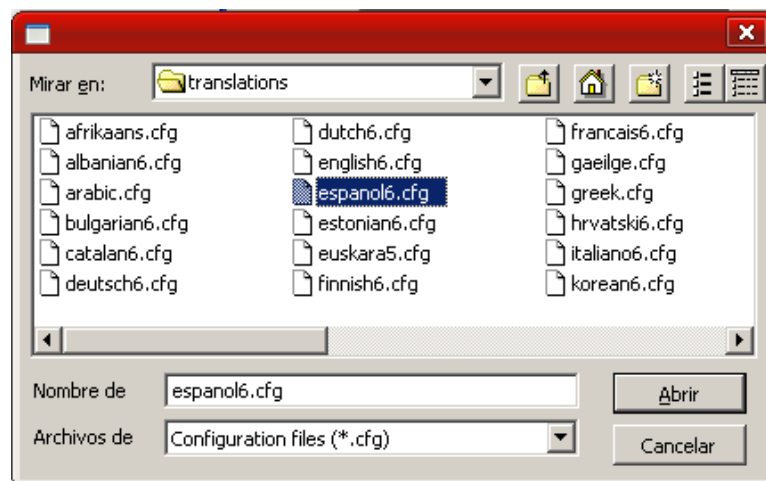 Mirar en: translations
afrikaans.cfg dutch6.cfg francais6.cfg
albanian6.cfg english6.cfg gaeilge.cfg
arabic.cfg espanol6.cfg greek.cfg
bulgarian6.cfg estonian6.cfg hrvatski6.cfg
catalan6.cfg euskara5.cfg italiano6.cfg
deutsch6.cfg finnish6.cfg korean6.cfg
Nombre de espanol6.cfg Abrir
Archivos de Configuration files (*.cfg) Cancelar